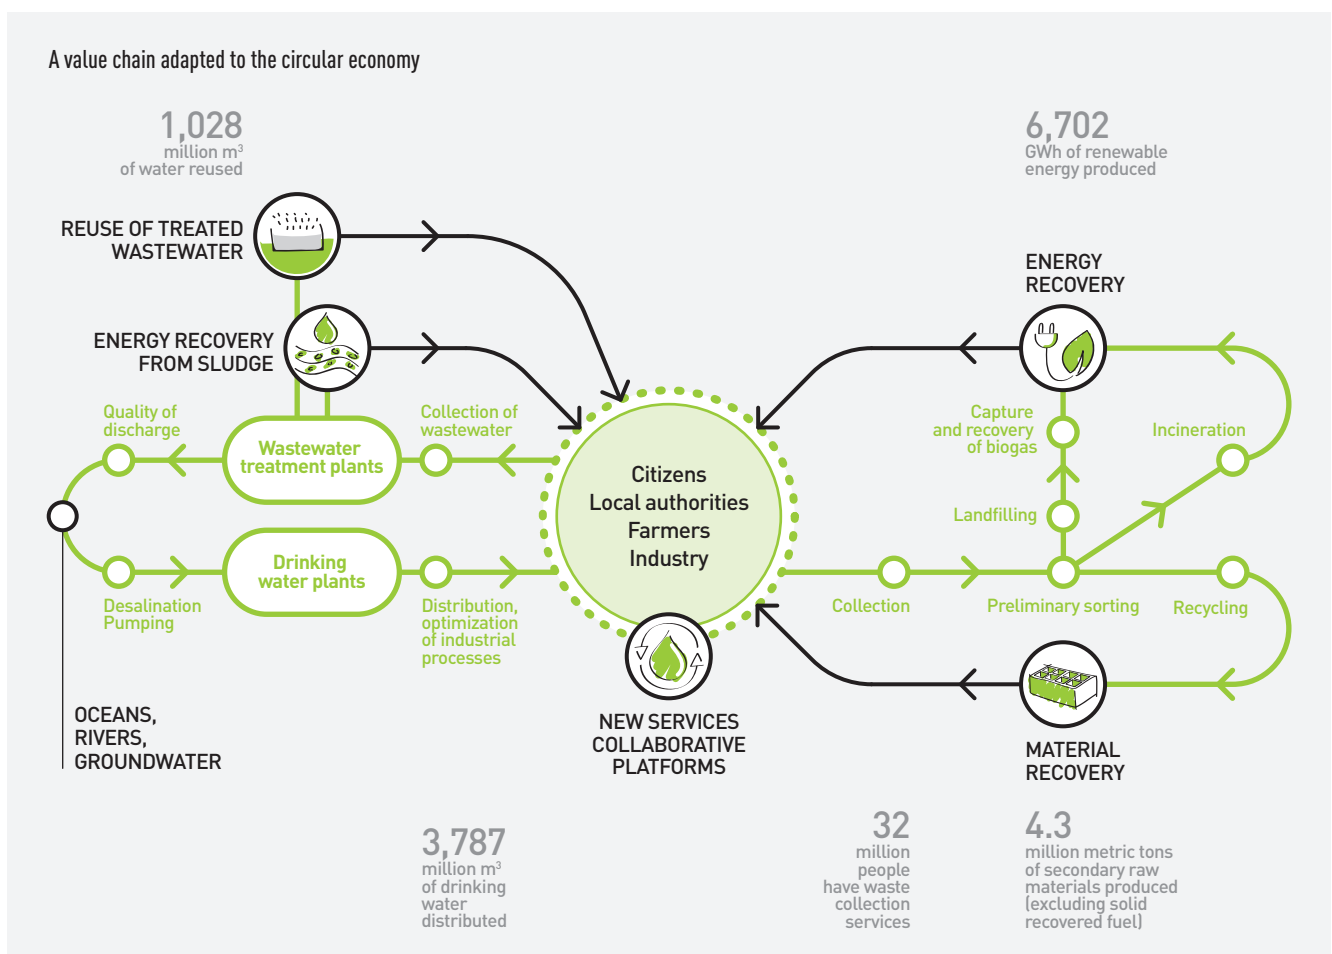 A value chain adapted to the circular economy
1,028
million m³
of water reused
6,702
GWh of renewable
energy produced
REUSE OF TREATED
WASTEWATER
ENERGY RECOVERY
FROM SLUDGE
ENERGY
RECOVERY
Quality of
discharge
Collection of
wastewater
Wastewater
treatment plants
Capture
and recovery
of biogas
Incineration
Citizens
Local authorities
Farmers
Industry
Landfilling
Drinking
water plants
Desalination
Pumping
Distribution,
optimization
of industrial
processes
Collection
Preliminary sorting
Recycling
OCEANS,
RIVERS,
GROUNDWATER
NEW SERVICES
COLLABORATIVE
PLATFORMS
MATERIAL
RECOVERY
3,787
million m³
of drinking
water
distributed
32
million
people
have waste
collection
services
4.3
million metric tons
of secondary raw
materials produced
(excluding solid
recovered fuel)